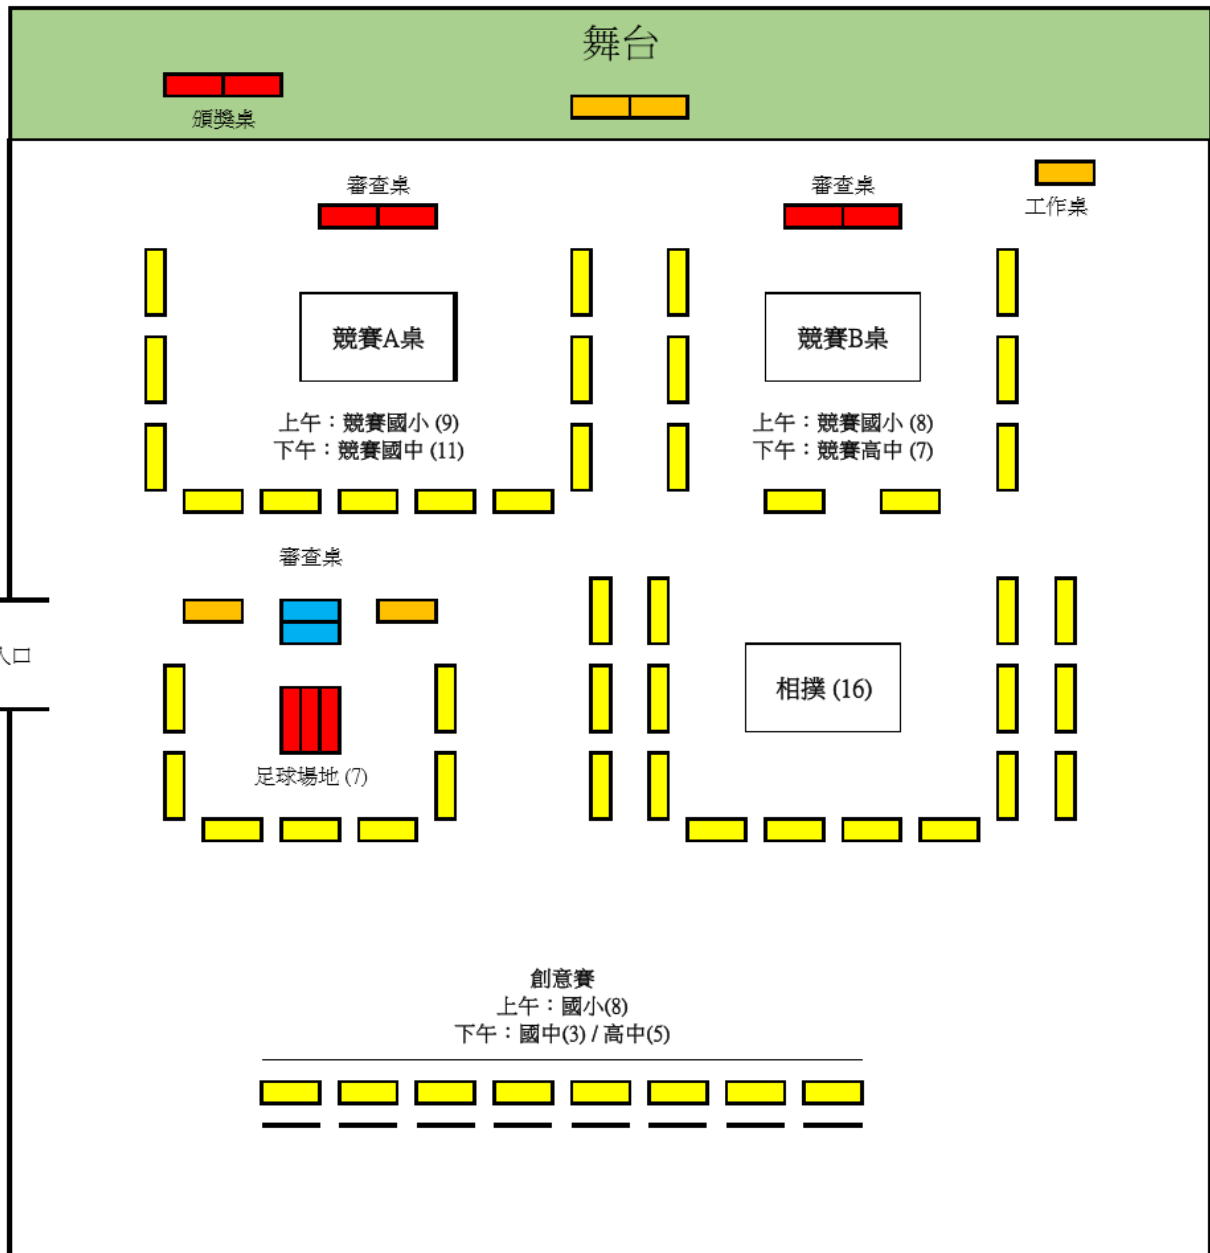 舞台
頒獎桌
審查桌
審查桌
工作桌
競賽A桌
競賽B桌
上午：競賽國小 (9)
下午：競賽國中 (11)
上午：競賽國小 (8)
下午：競賽高中 (7)
審查桌
入口
相撲 (16)
足球場地 (7)
創意賽
上午：國小(8)
下午：國中(3) / 高中(5)